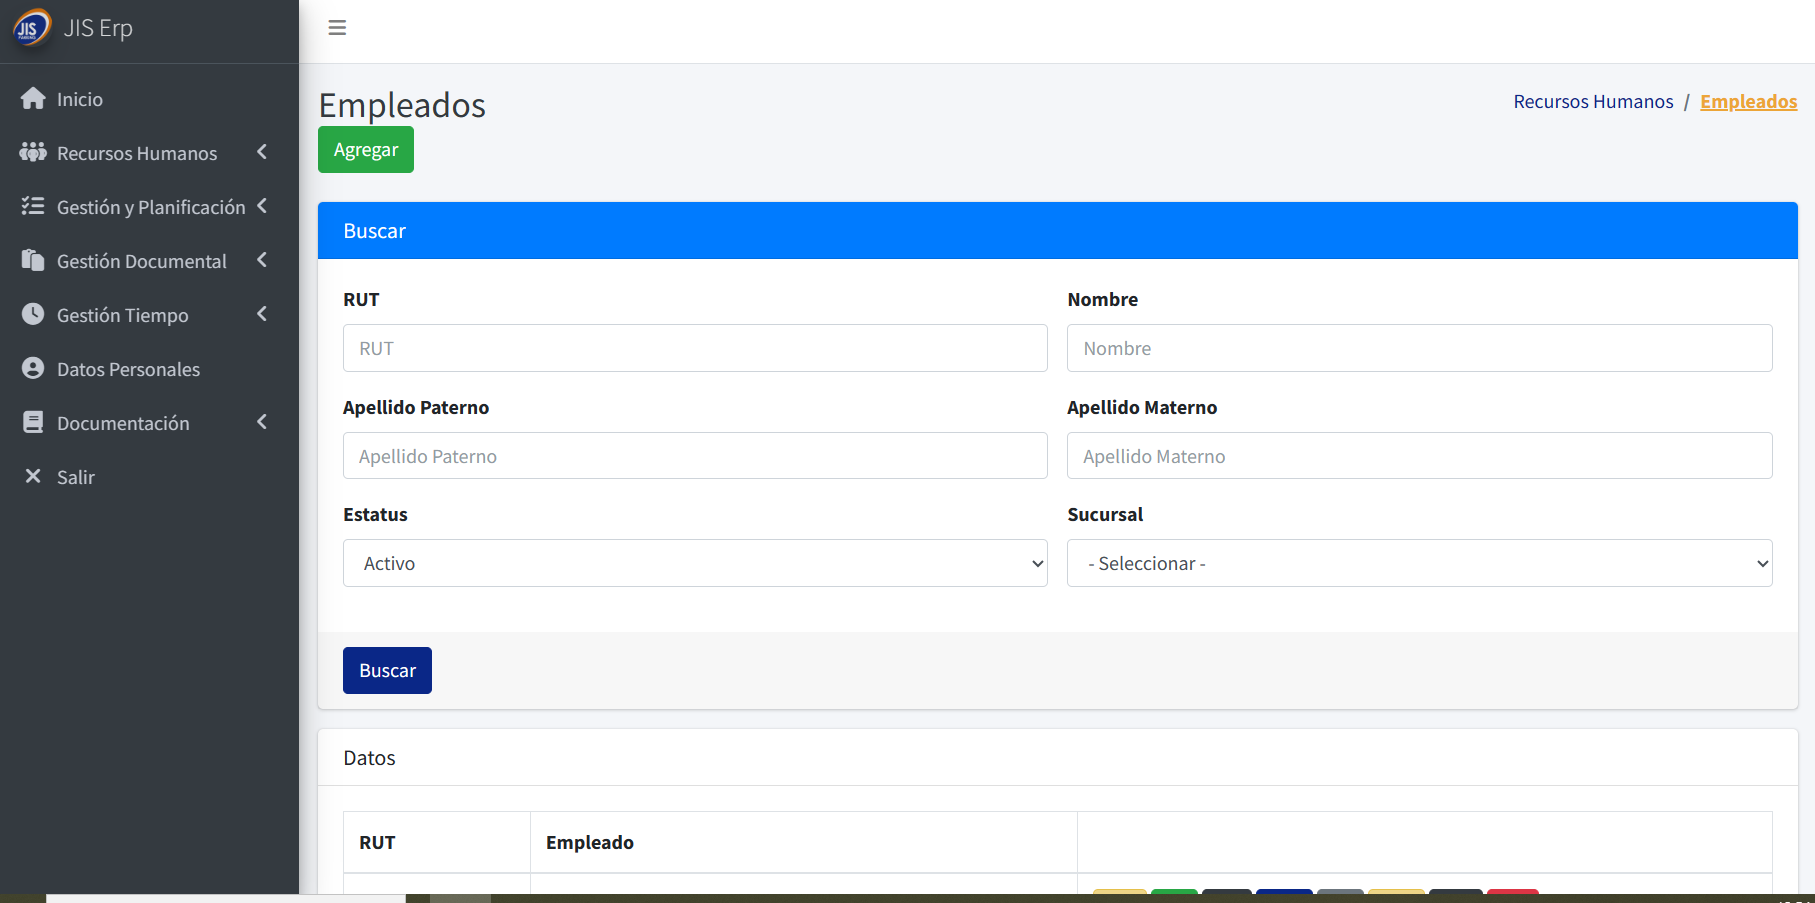 JIS
JIS Erp
Inicio
Recursos Humanos
Gestión y Planificación
Gestión Documental
Gestión Tiempo
Datos Personales
Documentación
Salir
Empleados
Recursos Humanos / Empleados
Agregar
Buscar
RUT
Nombre
RUT
Nombre
Apellido Paterno
Apellido Materno
Apellido Paterno
Apellido Materno
Estatus
Sucursal
Activo
- Seleccionar -
Buscar
Datos
RUT
Empleado